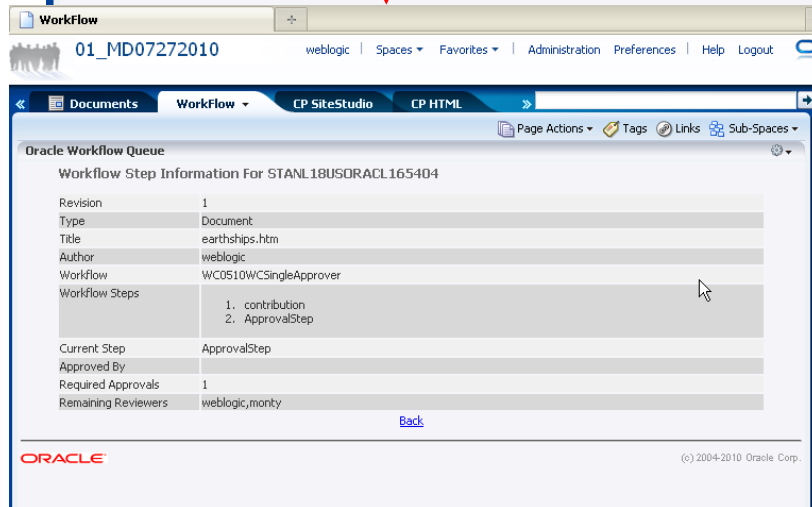 WorkFlow
01_MD07272010
weblogic | Spaces Favorites | Administration Preferences | Help Logout
« Documents WorkFlow CP SiteStudio CP HTML »
Page Actions Tags Links Sub-Spaces
Oracle Workflow Queue
Workflow Step Information For STANL18USORACL165404
Revision 1
Type Document
Title earthships.htm
Author weblogic
Workflow WC0510WCSingleApprover
Workflow Steps
1. contribution
2. ApprovalStep
Current Step ApprovalStep
Approved By
Required Approvals 1
Remaining Reviewers weblogic,monty
Back
ORACLE (c) 2004-2010 Oracle Corp.